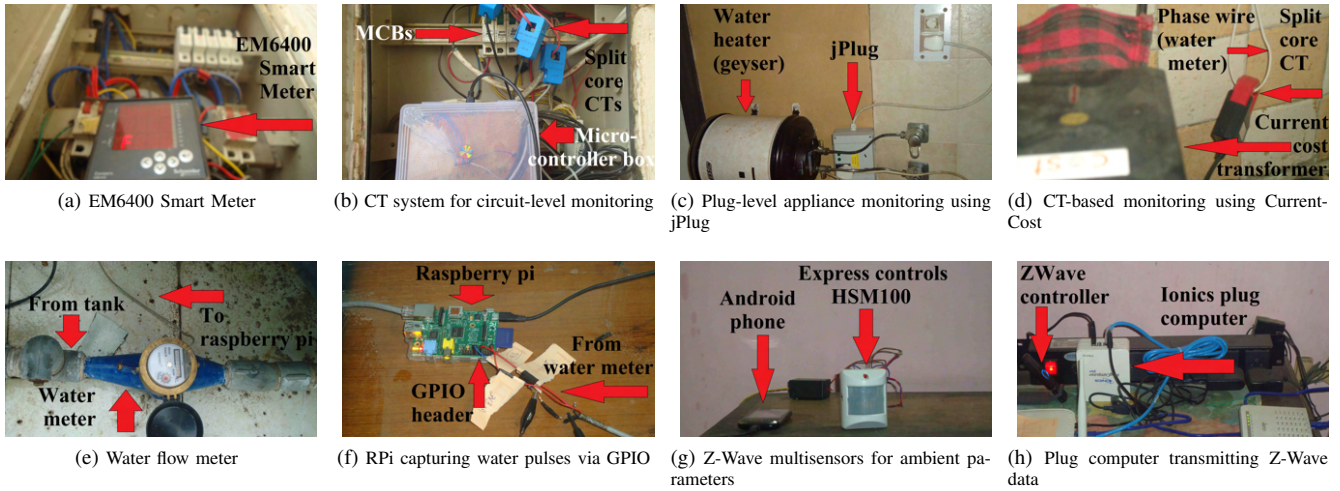 EM6400
Smart
Meter
(a) EM6400 Smart Meter
MCBs
Split
core
CTs
Micro-
controller box
(b) CT system for circuit-level monitoring
Water
heater
(geyser)
jPlug
(c) Plug-level appliance monitoring using
jPlug
Phase wire
(water
meter)
Split
core
CT
Current
cost
transformer
(d) CT-based monitoring using Current-
Cost
From tank
To
raspberry pi
Water
meter
(e) Water flow meter
Raspberry pi
From
water meter
GPIO
header
(f) RPi capturing water pulses via GPIO
Android
phone
Express controls
HSM100
(g) Z-Wave multisensors for ambient pa-
rameters
ZWave
controller
Ionics plug
computer
(h) Plug computer transmitting Z-Wave
data